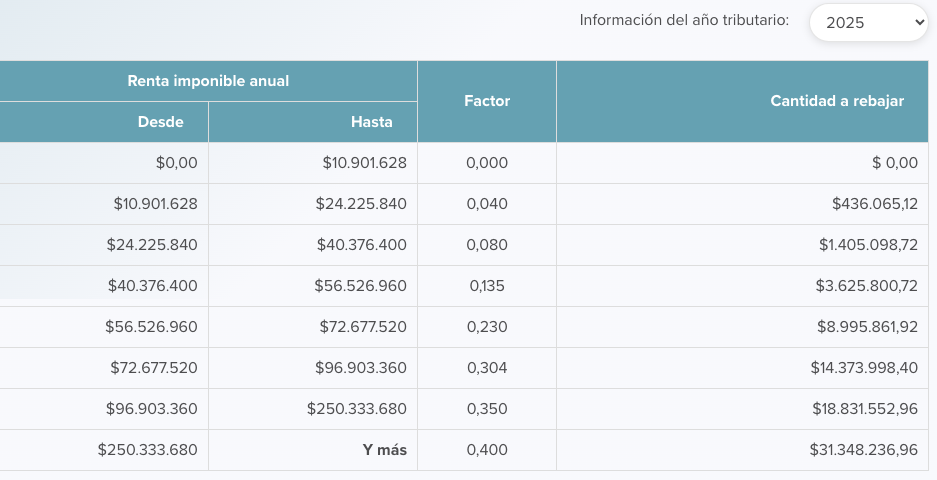 Información del año tributario: 2025
Renta imponible anual Factor Cantidad a rebajar
Desde Hasta
$0,00 $10.901.628 0,000 $ 0,00
$10.901.628 $24.225.840 0,040 $436.065,12
$24.225.840 $40.376.400 0,080 $1.405.098,72
$40.376.400 $56.526.960 0,135 $3.625.800,72
$56.526.960 $72.677.520 0,230 $8.995.861,92
$72.677.520 $96.903.360 0,304 $14.373.998,40
$96.903.360 $250.333.680 0,350 $18.831.552,96
$250.333.680 Y más 0,400 $31.348.236,96